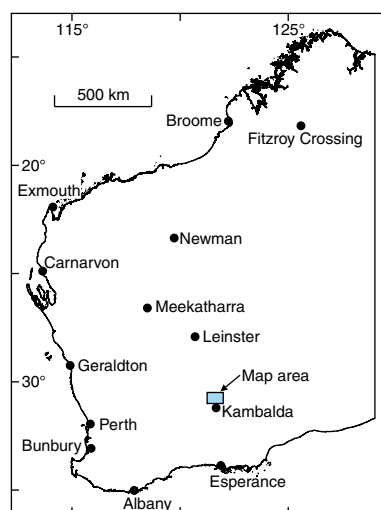 115°
125°
500 km
Broome
Fitzroy Crossing
20°
Exmouth
Newman
Carnarvon
Meekatharra
Leinster
Geraldton
Map area
30°
Kambalda
Perth
Bunbury
Esperance
Albany